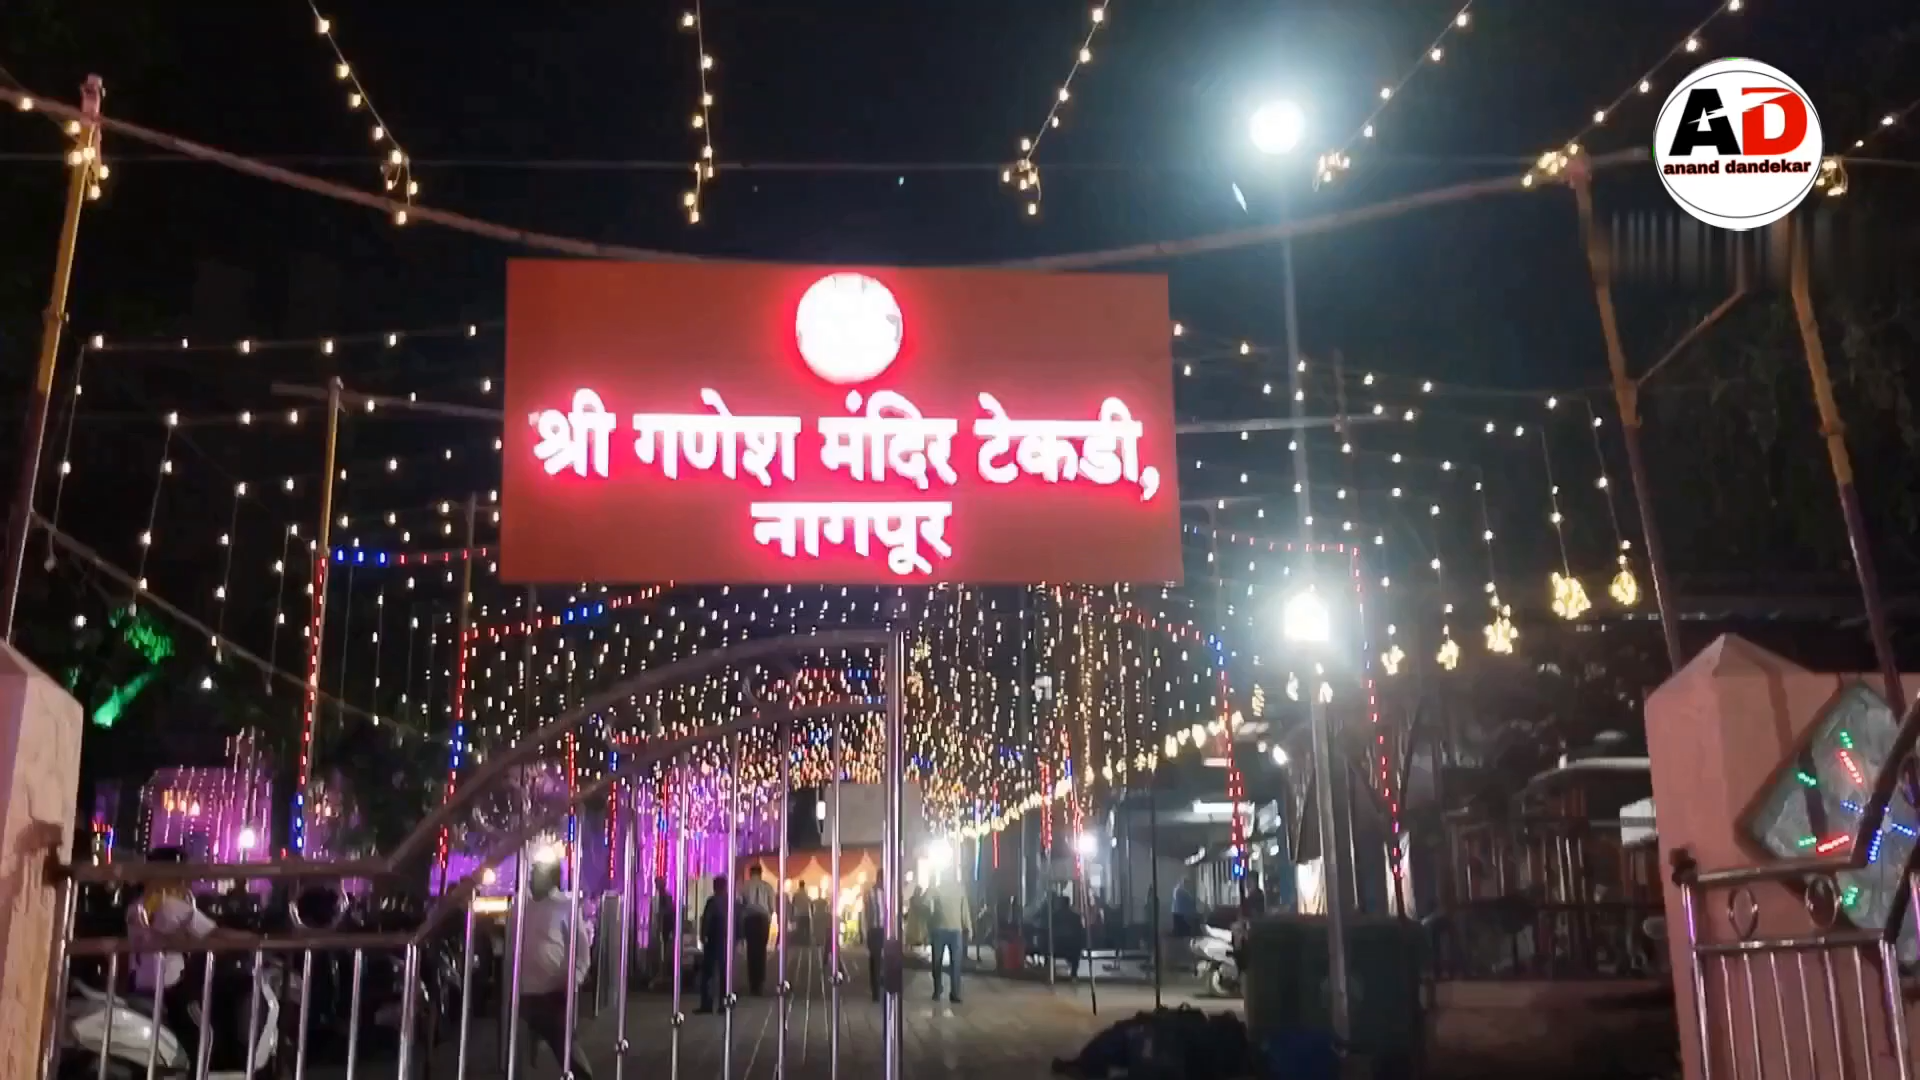 AD
anand dandekar
श्री गणेश मंदिर टेकडी,
नागपूर